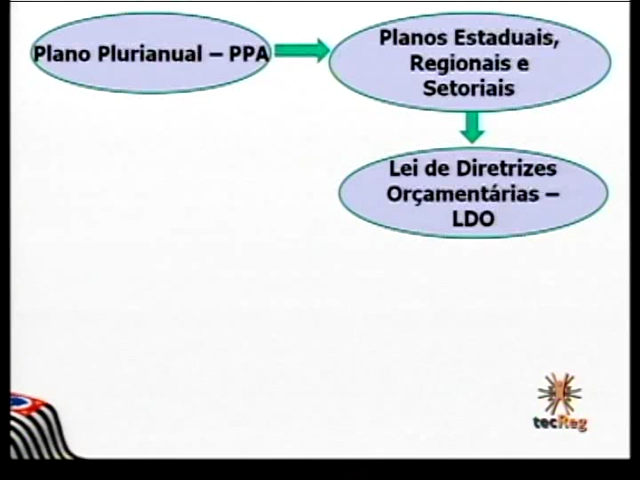 Plano Plurianual – PPA
Planos Estaduais,
Regionais e
Setoriais
Lei de Diretrizes
Orçamentárias –
LDO
tecReg